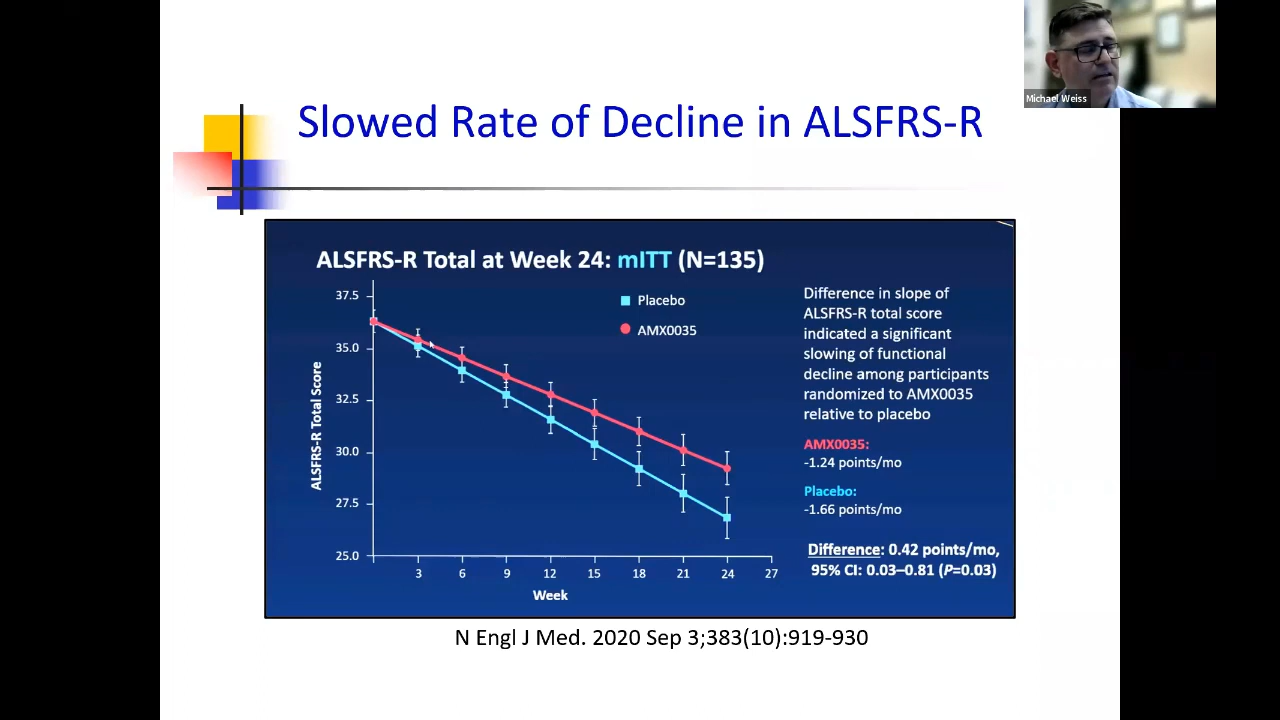 Michael Weiss
Slowed Rate of Decline in ALSFRS-R
ALSFRS-R Total at Week 24: mITT (N=135)
37.5
35.0
32.5
30.0
27.5
25.0
ALSFRS-R Total Score
Placebo
AMX0035
3 6 9 12 15 18 21 24 27
Week
Difference in slope of
ALSFRS-R total score
indicated a significant
slowing of functional
decline among participants
randomized to AMX0035
relative to placebo
AMX0035:
-1.24 points/mo
Placebo:
-1.66 points/mo
Difference: 0.42 points/mo,
95% CI: 0.03–0.81 (P=0.03)
N Engl J Med. 2020 Sep 3;383(10):919-930